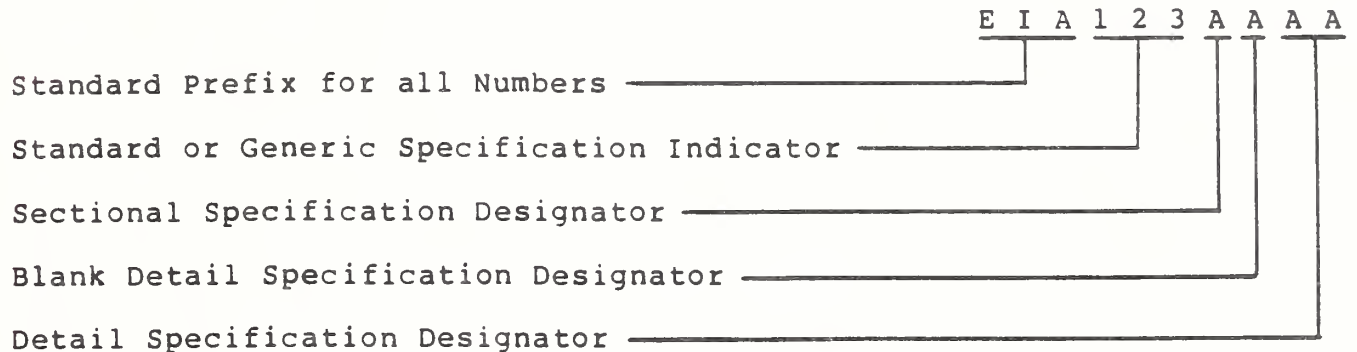 E I A 1 2 3 A A A A
Standard Prefix for all Numbers
Standard or Generic Specification Indicator
Sectional Specification Designator
Blank Detail Specification Designator
Detail Specification Designator